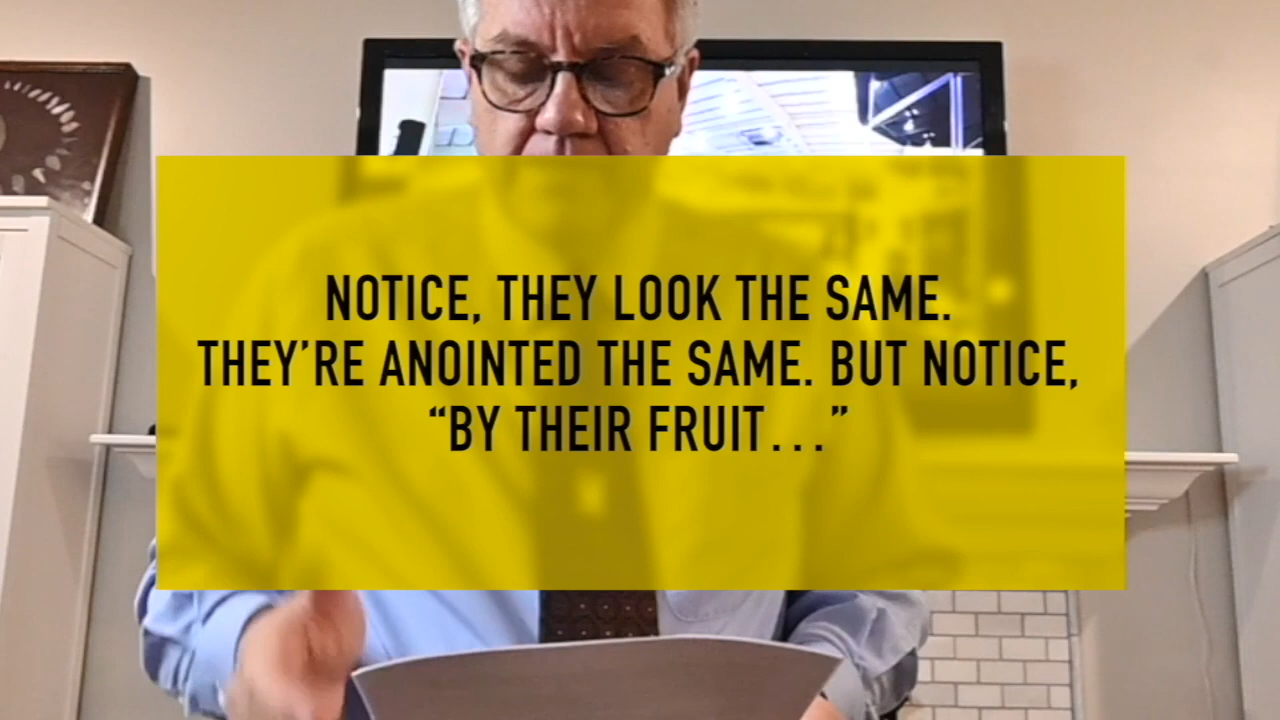 NOTICE, THEY LOOK THE SAME.
THEY’RE ANOINTED THE SAME. BUT NOTICE,
“BY THEIR FRUIT...”